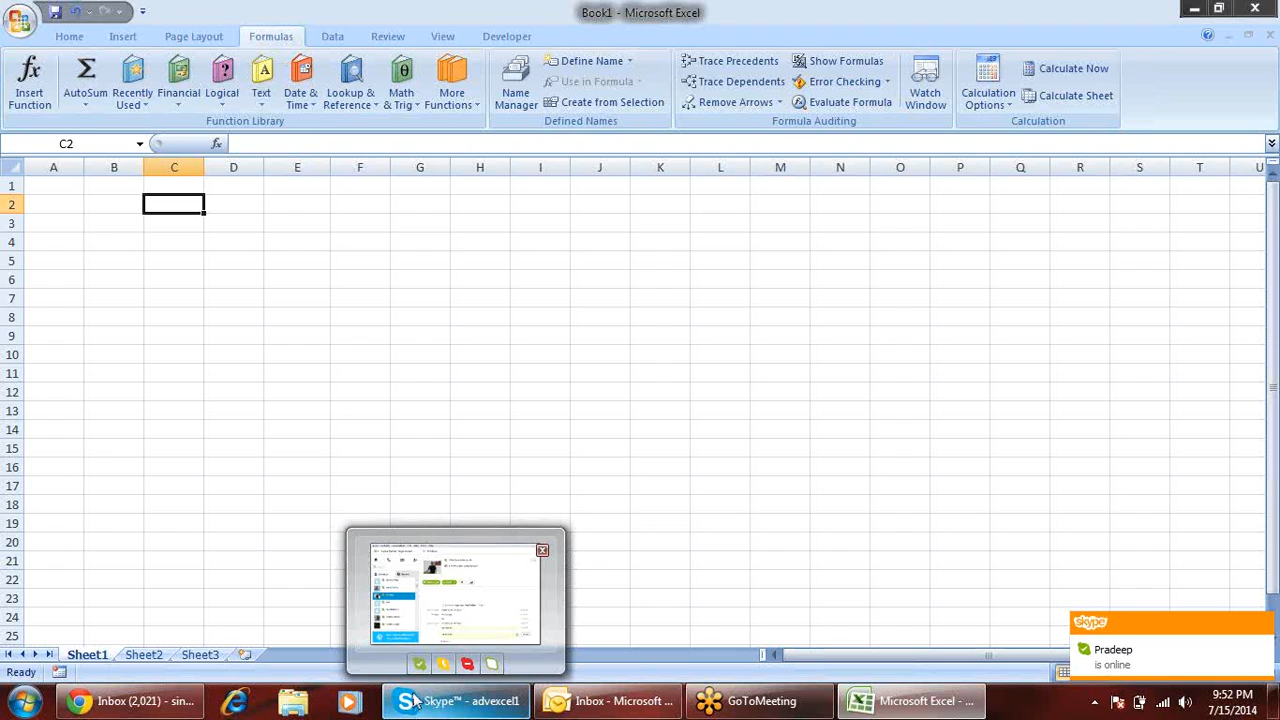 Book1 - Microsoft Excel
Home Insert Page Layout Formulas Data Review View Developer
Insert Function
AutoSum
Recently Used
Financial
Logical
Text
Date & Time
Lookup & Reference
Math & Trig
More Functions
Function Library
Name Manager
Define Name
Use in Formula
Create from Selection
Defined Names
Trace Precedents
Trace Dependents
Remove Arrows
Show Formulas
Error Checking
Evaluate Formula
Formula Auditing
Watch Window
Calculation Options
Calculate Now
Calculate Sheet
Calculation
C2
fx
A B C D E F G H I J K L M N O P Q R S T U
1
2
3
4
5
6
7
8
9
10
11
12
13
14
15
16
17
18
19
20
21
22
23
24
25
skype
Pradeep
is online
Sheet1 Sheet2 Sheet3
Ready
Inbox (2,021) - sin...
Skype™ - advexcel1
Inbox - Microsoft ...
GoToMeeting
Microsoft Excel - ...
9:52 PM
7/15/2014